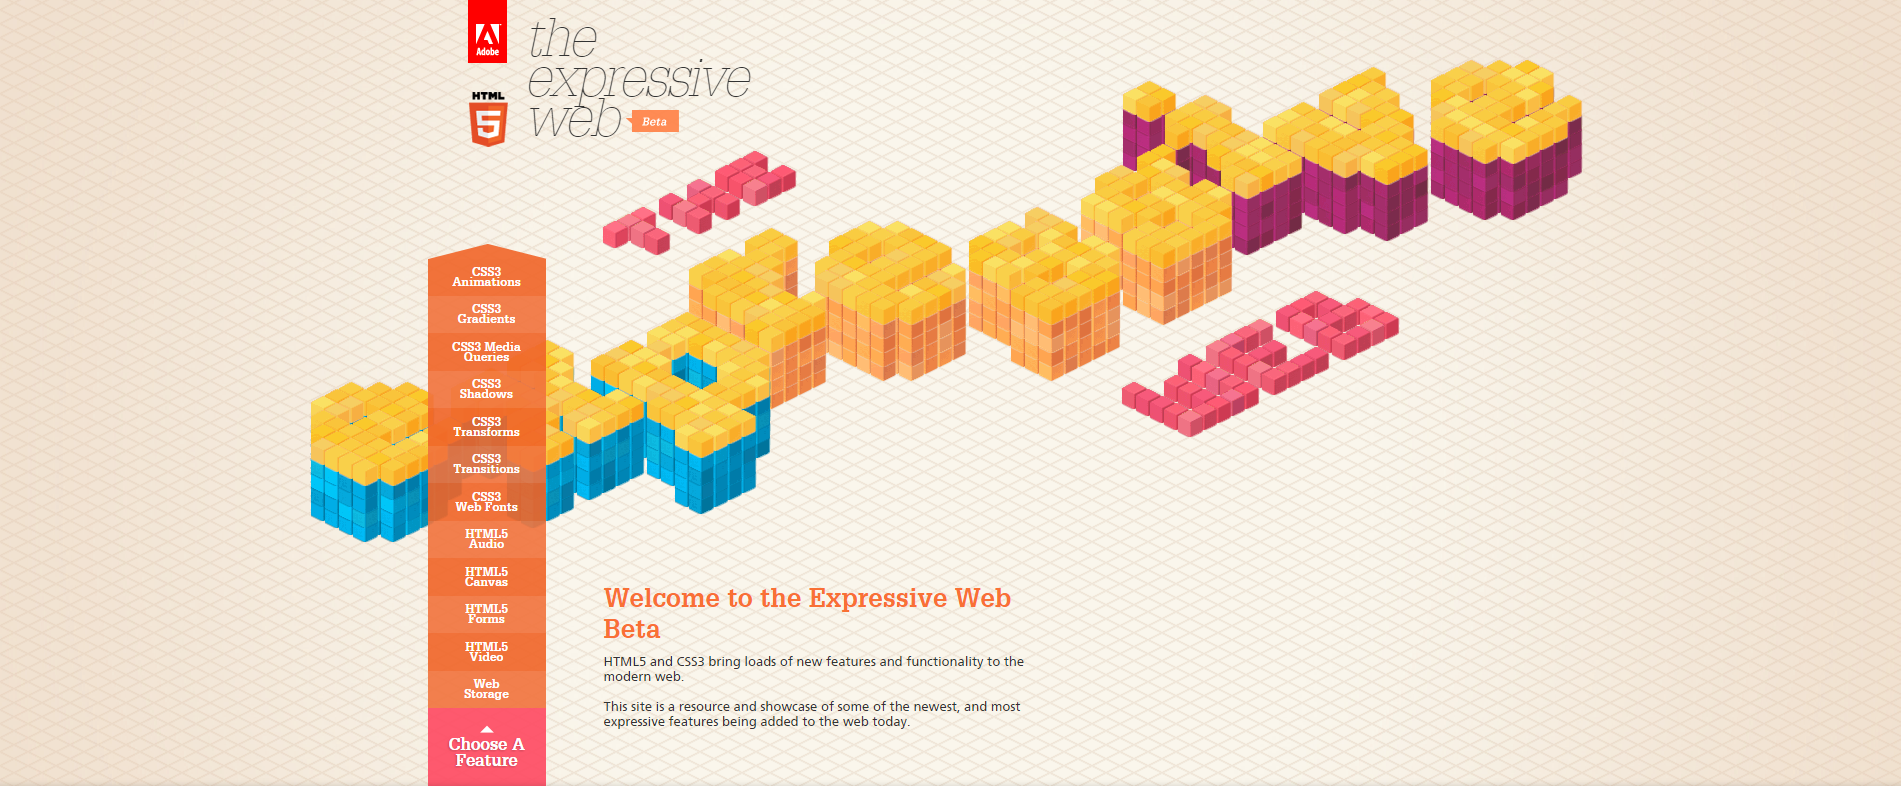 Adobe
the
expressive
web
Beta
HTML
5
CSS3
Animations
CSS3
Gradients
CSS3 Media
Queries
CSS3
Shadows
CSS3
Transforms
CSS3
Transitions
CSS3
Web Fonts
HTML5
Audio
HTML5
Canvas
HTML5
Forms
HTML5
Video
Web
Storage
Choose A
Feature
Welcome to the Expressive Web
Beta
HTML5 and CSS3 bring loads of new features and functionality to the
modern web.
This site is a resource and showcase of some of the newest, and most
expressive features being added to the web today.